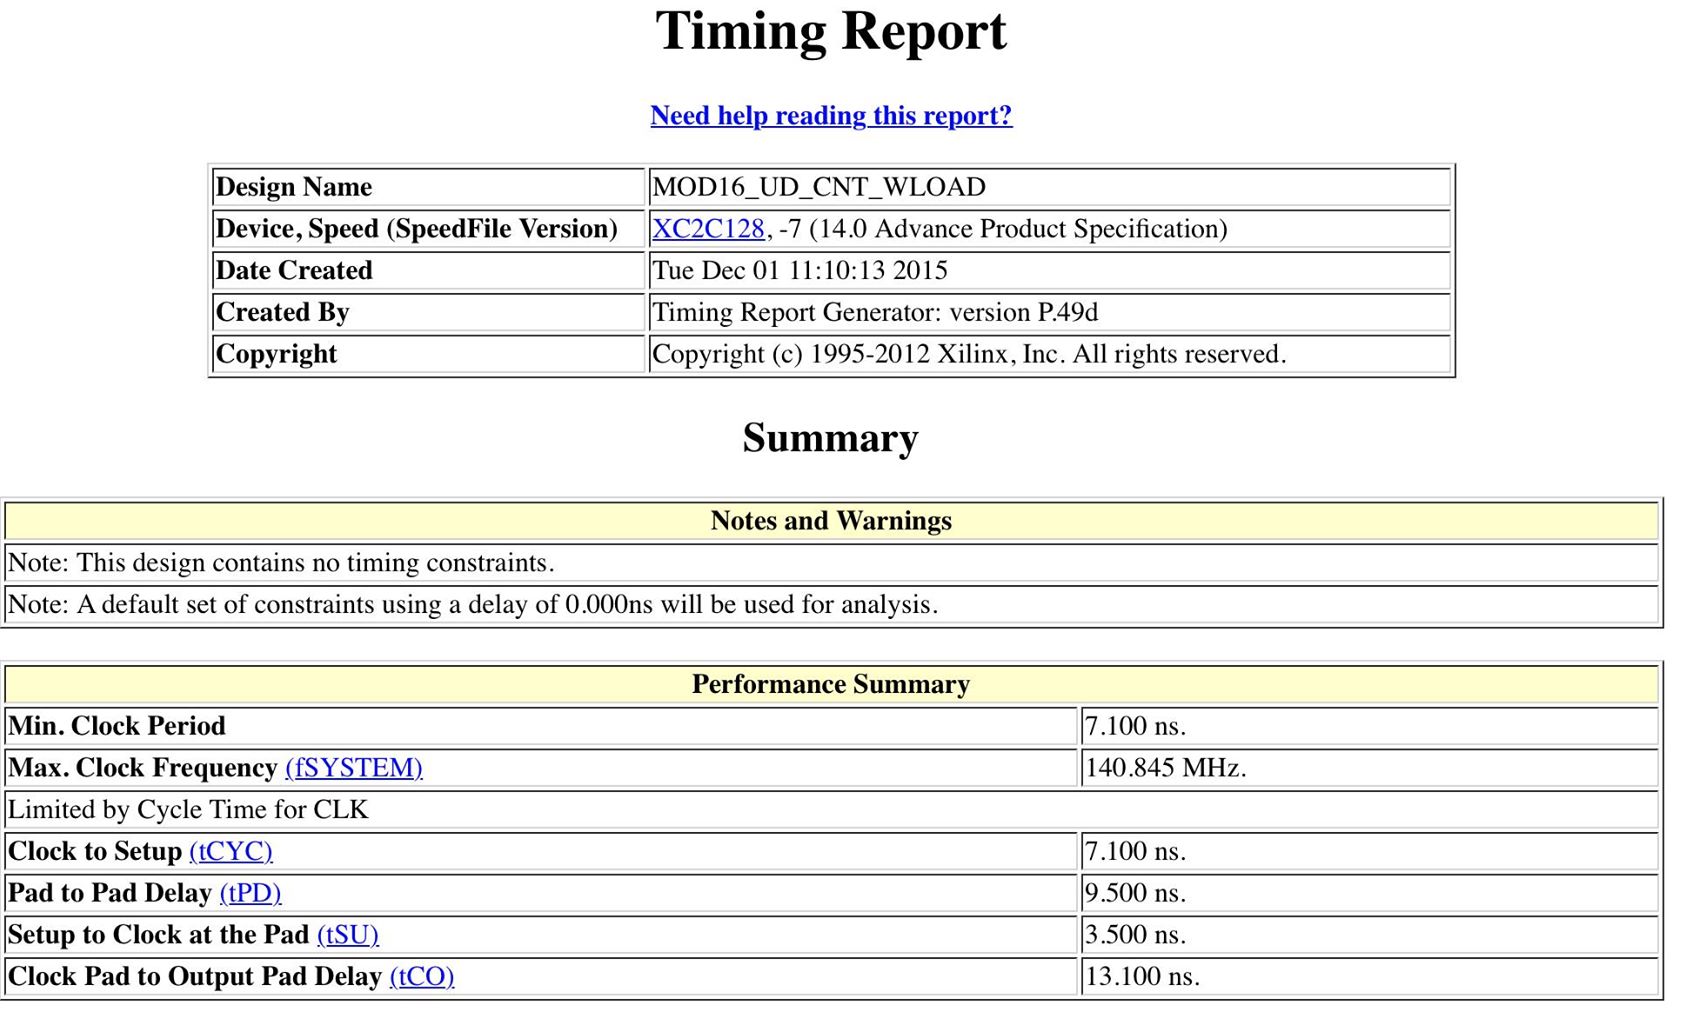 Timing Report
Need help reading this report?
Design Name MOD16_UD_CNT_WLOAD
Device, Speed (SpeedFile Version) XC2C128, -7 (14.0 Advance Product Specification)
Date Created Tue Dec 01 11:10:13 2015
Created By Timing Report Generator: version P.49d
Copyright Copyright (c) 1995-2012 Xilinx, Inc. All rights reserved.
Summary
Notes and Warnings
Note: This design contains no timing constraints.
Note: A default set of constraints using a delay of 0.000ns will be used for analysis.
Performance Summary
Min. Clock Period 7.100 ns.
Max. Clock Frequency (fSYSTEM) 140.845 MHz.
Limited by Cycle Time for CLK
Clock to Setup (tCYC) 7.100 ns.
Pad to Pad Delay (tPD) 9.500 ns.
Setup to Clock at the Pad (tSU) 3.500 ns.
Clock Pad to Output Pad Delay (tCO) 13.100 ns.